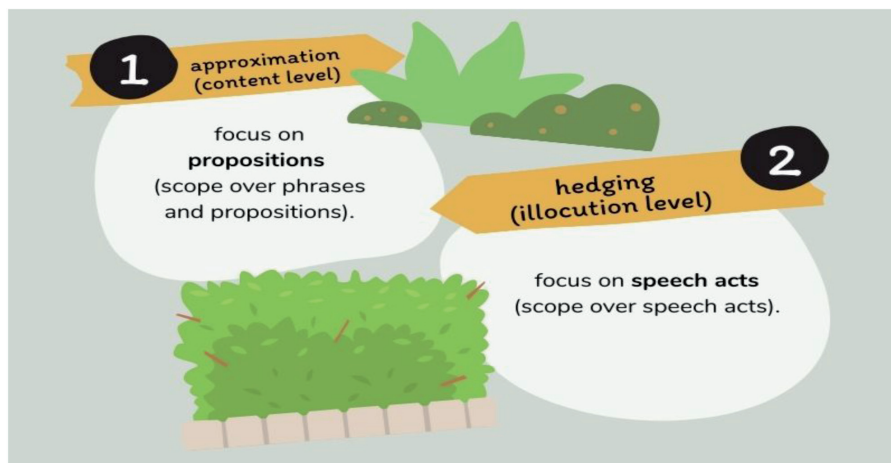 1
approximation
(content level)
focus on
propositions
(scope over phrases
and propositions).
2
hedging
(illocution level)
focus on speech acts
(scope over speech acts).